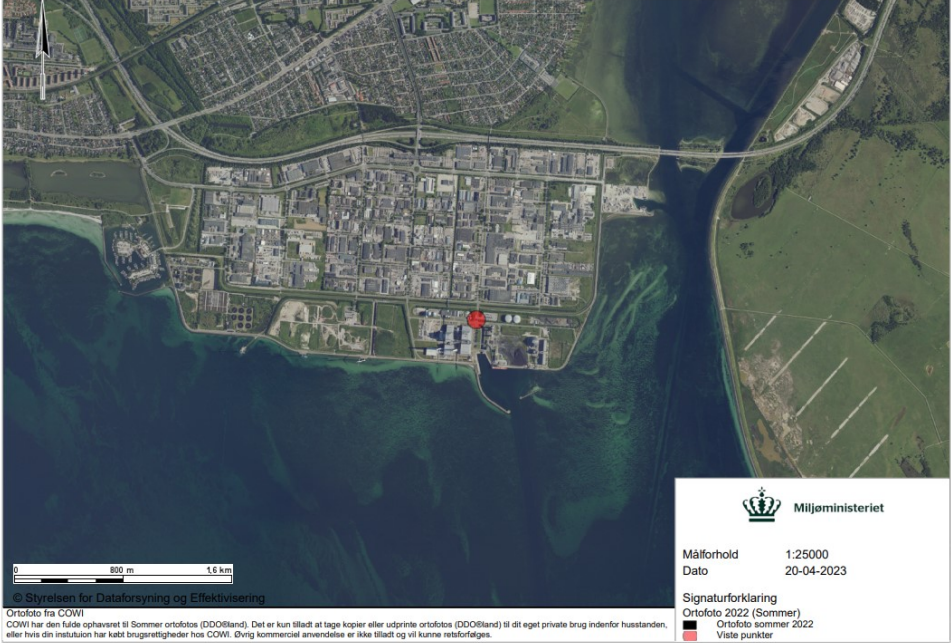 0 800 m 1,6 km
© Styrelsen for Dataforsyning og Effektivisering
Ortofoto fra COWI
COWI har den fulde ophavsret til Sommer ortofotos (DDO®land). Det er kun tilladt at tage kopier eller udprinte ortofotos (DDO®land) til dit eget private brug indenfor husstanden,
eller hvis din instutuion har købt brugsrettigheder hos COWI. Øvrig kommerciel anvendelse er ikke tilladt og vil kunne retsforfølges.
Miljøministeriet
Målforhold 1:25000
Dato 20-04-2023
Signaturforklaring
Ortofoto 2022 (Sommer)
Ortofoto sommer 2022
Viste punkter